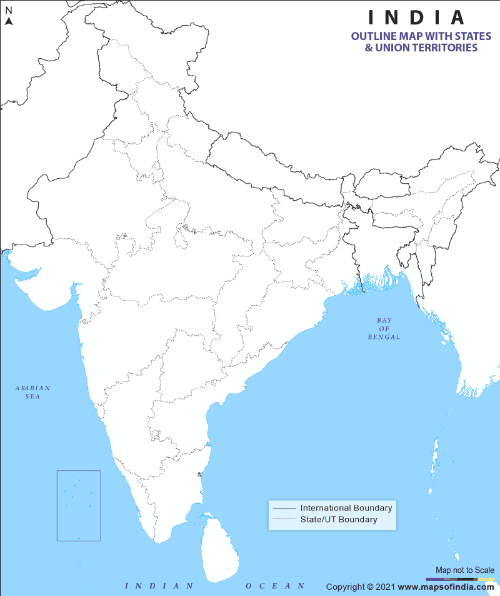 N
INDIA
OUTLINE MAP WITH STATES
& UNION TERRITORIES
BAY
OF
BENGAL
ARABIAN
SEA
International Boundary
State/UT Boundary
Map not to Scale
INDIAN OCEAN
Copyright © 2021 www.mapsofindia.com